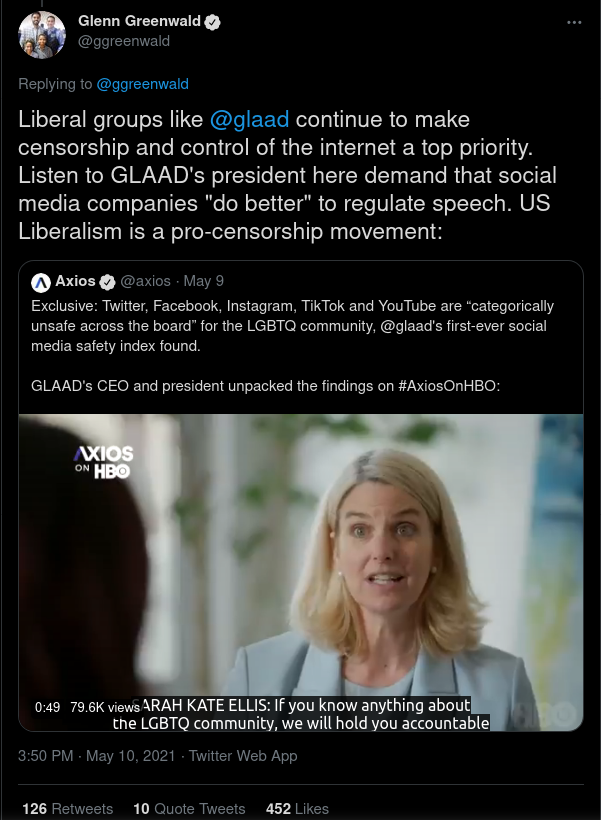 Glenn Greenwald
@ggreenwald
Replying to @ggreenwald
Liberal groups like @glaad continue to make
censorship and control of the internet a top priority.
Listen to GLAAD's president here demand that social
media companies "do better" to regulate speech. US
Liberalism is a pro-censorship movement:
Axios @axios · May 9
Exclusive: Twitter, Facebook, Instagram, TikTok and YouTube are “categorically
unsafe across the board” for the LGBTQ community, @glaad's first-ever social
media safety index found.
GLAAD's CEO and president unpacked the findings on #AxiosOnHBO:
AXIOS
ON HBO
0:49 79.6K views
ARAH KATE ELLIS: If you know anything about
the LGBTQ community, we will hold you accountable
HBO
3:50 PM · May 10, 2021 · Twitter Web App
126 Retweets 10 Quote Tweets 452 Likes